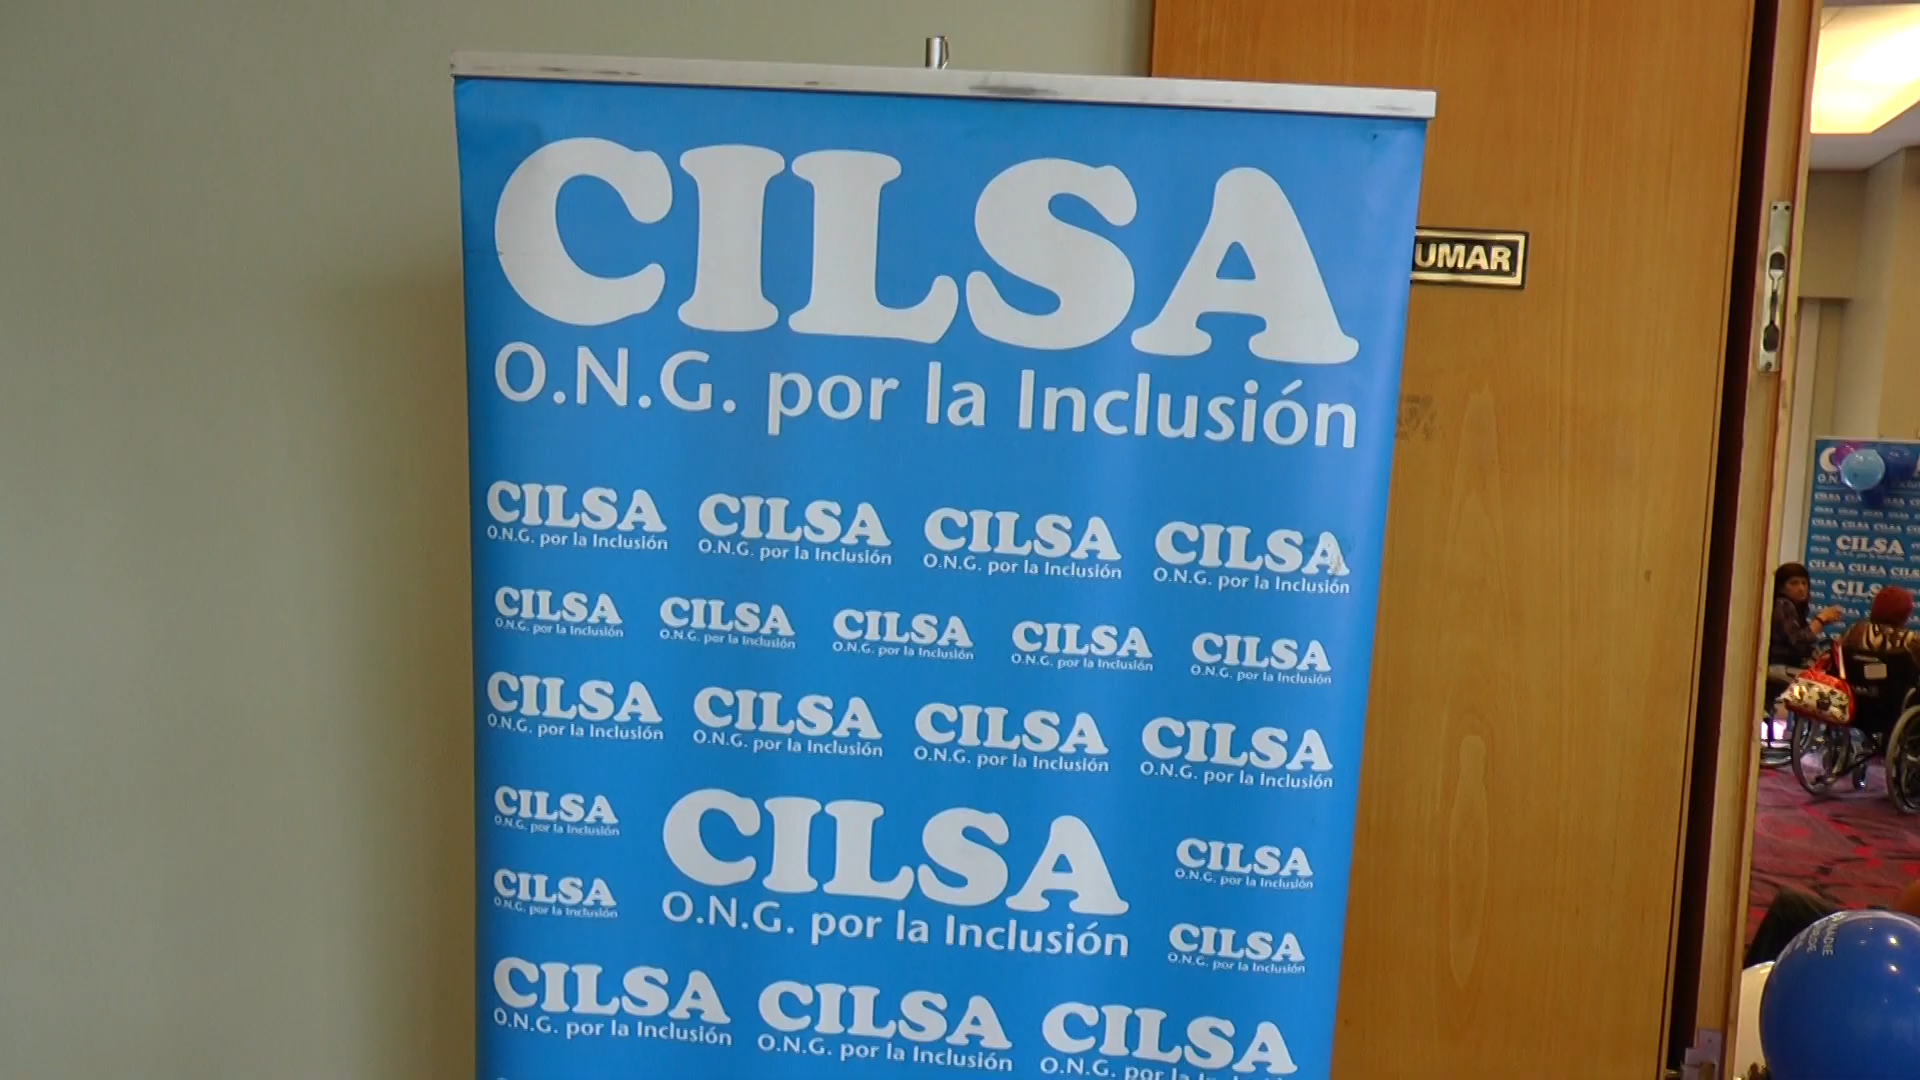 CILSA
O.N.G. por la Inclusión
UMAR
CILSA CILSA CILSA CILSA
O.N.G. por la Inclusión O.N.G. por la Inclusión O.N.G. por la Inclusión O.N.G. por la Inclusión
CILSA CILSA CILSA CILSA CILSA
O.N.G. por la Inclusión O.N.G. por la Inclusión O.N.G. por la Inclusión O.N.G. por la Inclusión O.N.G. por la Inclusión
CILSA CILSA CILSA CILSA
O.N.G. por la Inclusión O.N.G. por la Inclusión O.N.G. por la Inclusión O.N.G. por la Inclusión
CILSA
O.N.G. por la Inclusión
CILSA
O.N.G. por la Inclusión
CILSA
O.N.G. por la Inclusión
CILSA
O.N.G. por la Inclusión
CILSA
O.N.G. por la Inclusión
CILSA CILSA CILSA
O.N.G. por la Inclusión O.N.G. por la Inclusión O.N.G. por la
CILSA
CILSA CILSA
NADIE